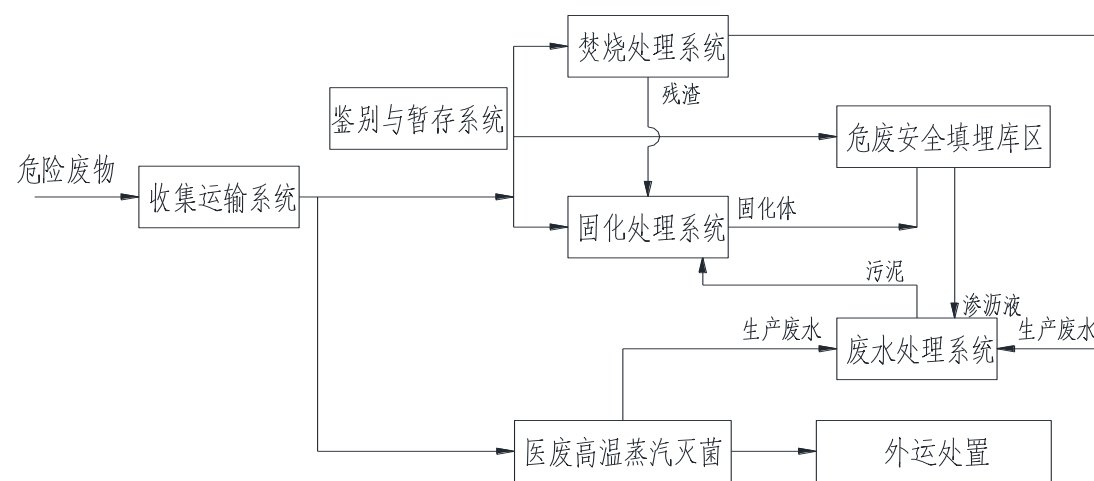 焚烧处理系统
残渣
鉴别与暂存系统
危废安全填埋库区
危险废物
收集运输系统
固化处理系统
固化体
污泥
渗沥液
生产废水
废水处理系统
生产废水
医废高温蒸汽灭菌
外运处置